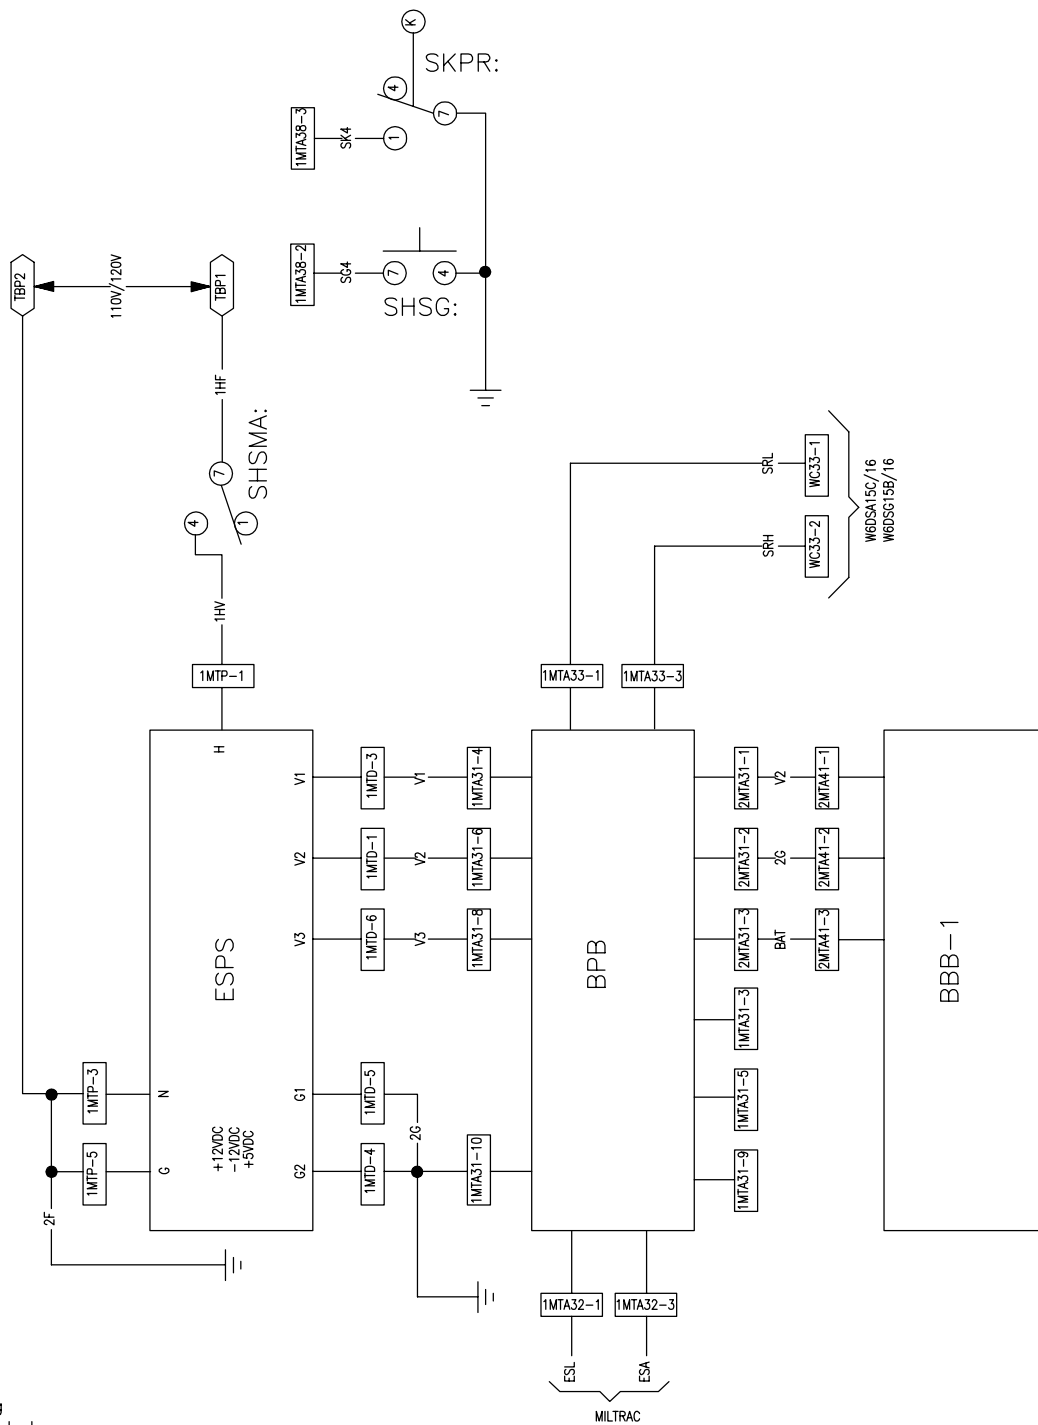 K
SKPR:
4
7
1MTA38-3
SK4
1
TBP2
110V/120V
TBP1
1MTA38-2
SG4
7
4
SHSG:
1HF
SHSMA:
7
4
1
1HV
1MTP-1
SRL
WC33-1
SRH
WC33-2
W6DSA15C/16
W6DSG15B/16
1MTA33-1
1MTA33-3
H
V1
1MTD-3
V1
1MTA31-4
2MTA31-1
V2
2MTA41-1
V2
1MTD-1
V2
1MTA31-6
2MTA31-2
2G
2MTA41-2
V3
1MTD-6
V3
1MTA31-8
2MTA31-3
BAT
2MTA41-3
ESPS
BPB
BBB-1
1MTA31-3
1MTP-3
N
G1
1MTD-5
1MTA31-5
+12VDC
-12VDC
+5VDC
2G
1MTP-5
G
G2
1MTD-4
1MTA31-10
1MTA31-9
2F
1MTA32-1
1MTA32-3
ESL
ESA
MILTRAC